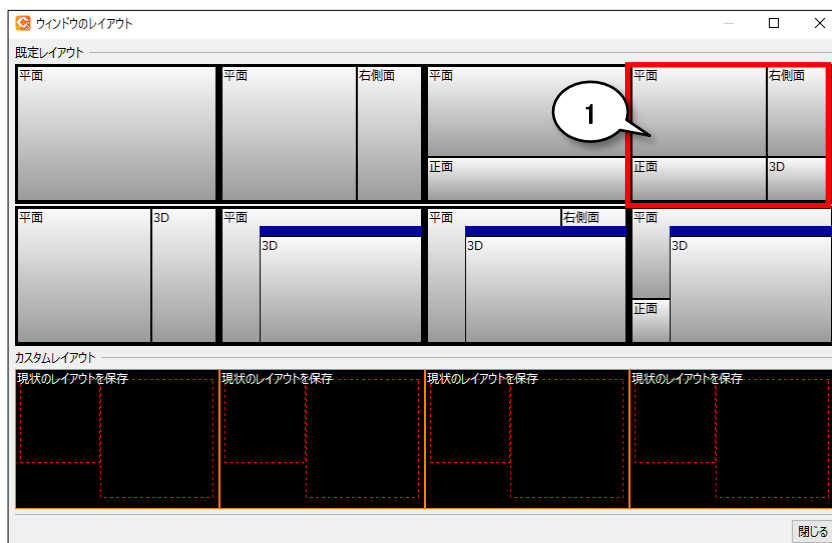 ウィンドウのレイアウト
既定レイアウト
平面
平面 右側面
平面
正面
平面 右側面
正面 3D
1
平面 3D
平面
3D
平面 右側面
3D
平面
3D
正面
カスタムレイアウト
現状のレイアウトを保存
現状のレイアウトを保存
現状のレイアウトを保存
現状のレイアウトを保存
閉じる